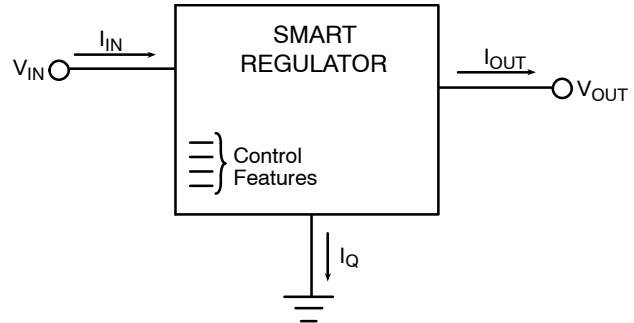 SMART
REGULATOR
I_IN
V_IN
I_OUT
V_OUT
Control
Features
I_Q